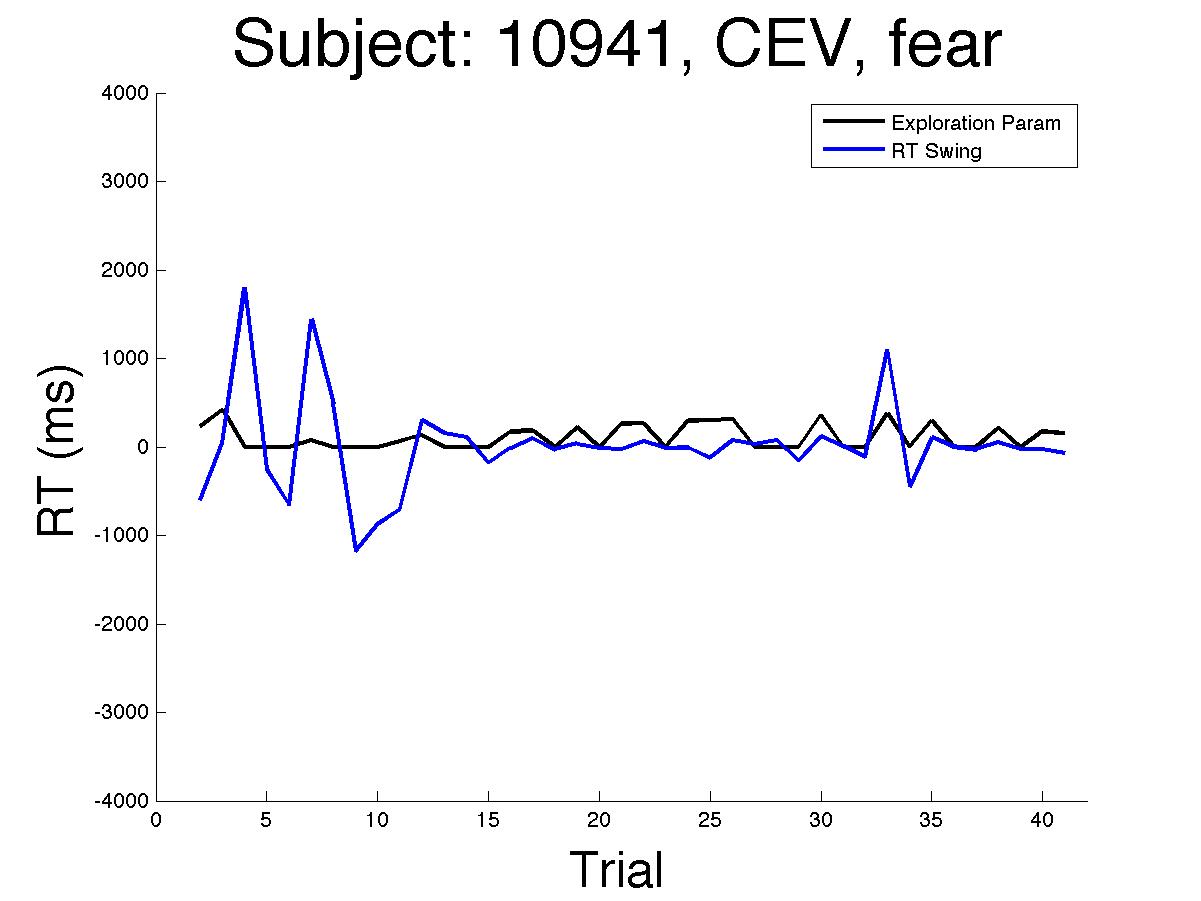 Subject: 10941, CEV, fear
4000
3000
2000
1000
0
-1000
-2000
-3000
-4000
RT (ms)
Exploration Param
RT Swing
0 5 10 15 20 25 30 35 40
Trial